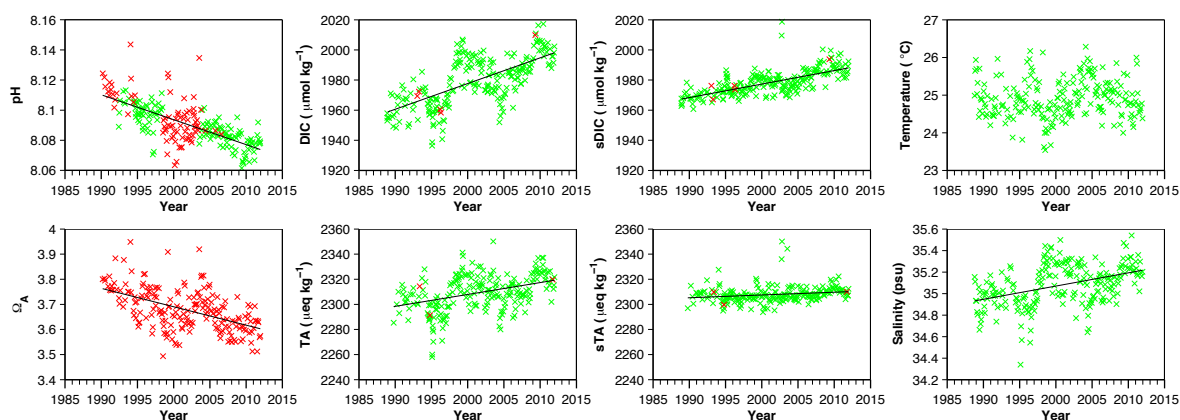 8.16 8.14 8.12 8.1 8.08 8.06
pH
1985 1990 1995 2000 2005 2010 2015
Year
2020 2000 1980 1960 1940 1920
DIC ( μmol kg⁻¹)
1985 1990 1995 2000 2005 2010 2015
Year
2020 2000 1980 1960 1940 1920
sDIC ( μmol kg⁻¹)
1985 1990 1995 2000 2005 2010 2015
Year
27 26 25 24 23
Temperature ( °C)
1985 1990 1995 2000 2005 2010 2015
Year
4 3.9 3.8 3.7 3.6 3.5 3.4
Ω_A
1985 1990 1995 2000 2005 2010 2015
Year
2360 2340 2320 2300 2280 2260 2240
TA ( μeq kg⁻¹)
1985 1990 1995 2000 2005 2010 2015
Year
2360 2340 2320 2300 2280 2260 2240
sTA ( μeq kg⁻¹)
1985 1990 1995 2000 2005 2010 2015
Year
35.6 35.4 35.2 35 34.8 34.6 34.4 34.2
Salinity (psu)
1985 1990 1995 2000 2005 2010 2015
Year